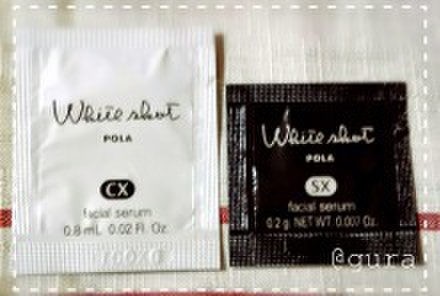 White shot
POLA
CX
facial serum
0.8 mL 0.02 Fl. Oz.
White shot
POLA
SX
facial serum
0.2 g NET WT. 0.007 Oz.
@gura